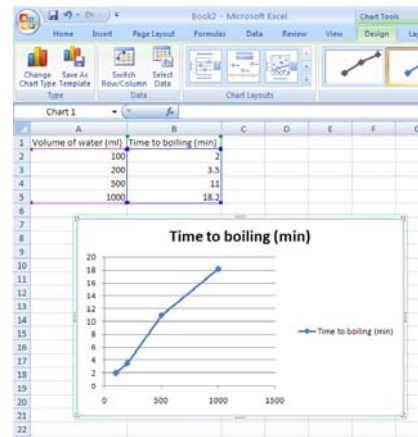 Book2 - Microsoft Excel
Chart Tools
Home Insert Page Layout Formulas Data Review View Design
Change Chart Type
Save As Template
Switch Row/Column
Select Data
Type Data Chart Layouts
Chart 1
A B C D E F
1 Volume of water (ml) Time to boiling (min)
2 100 2
3 200 3.5
4 500 11
5 1000 18.2
6
7
8
9
10
11
12
13
14
15
16
17
18
19
20
21
22
Time to boiling (min)
20
18
16
14
12
10
8
6
4
2
0
0 500 1000 1500
Time to boiling (min)